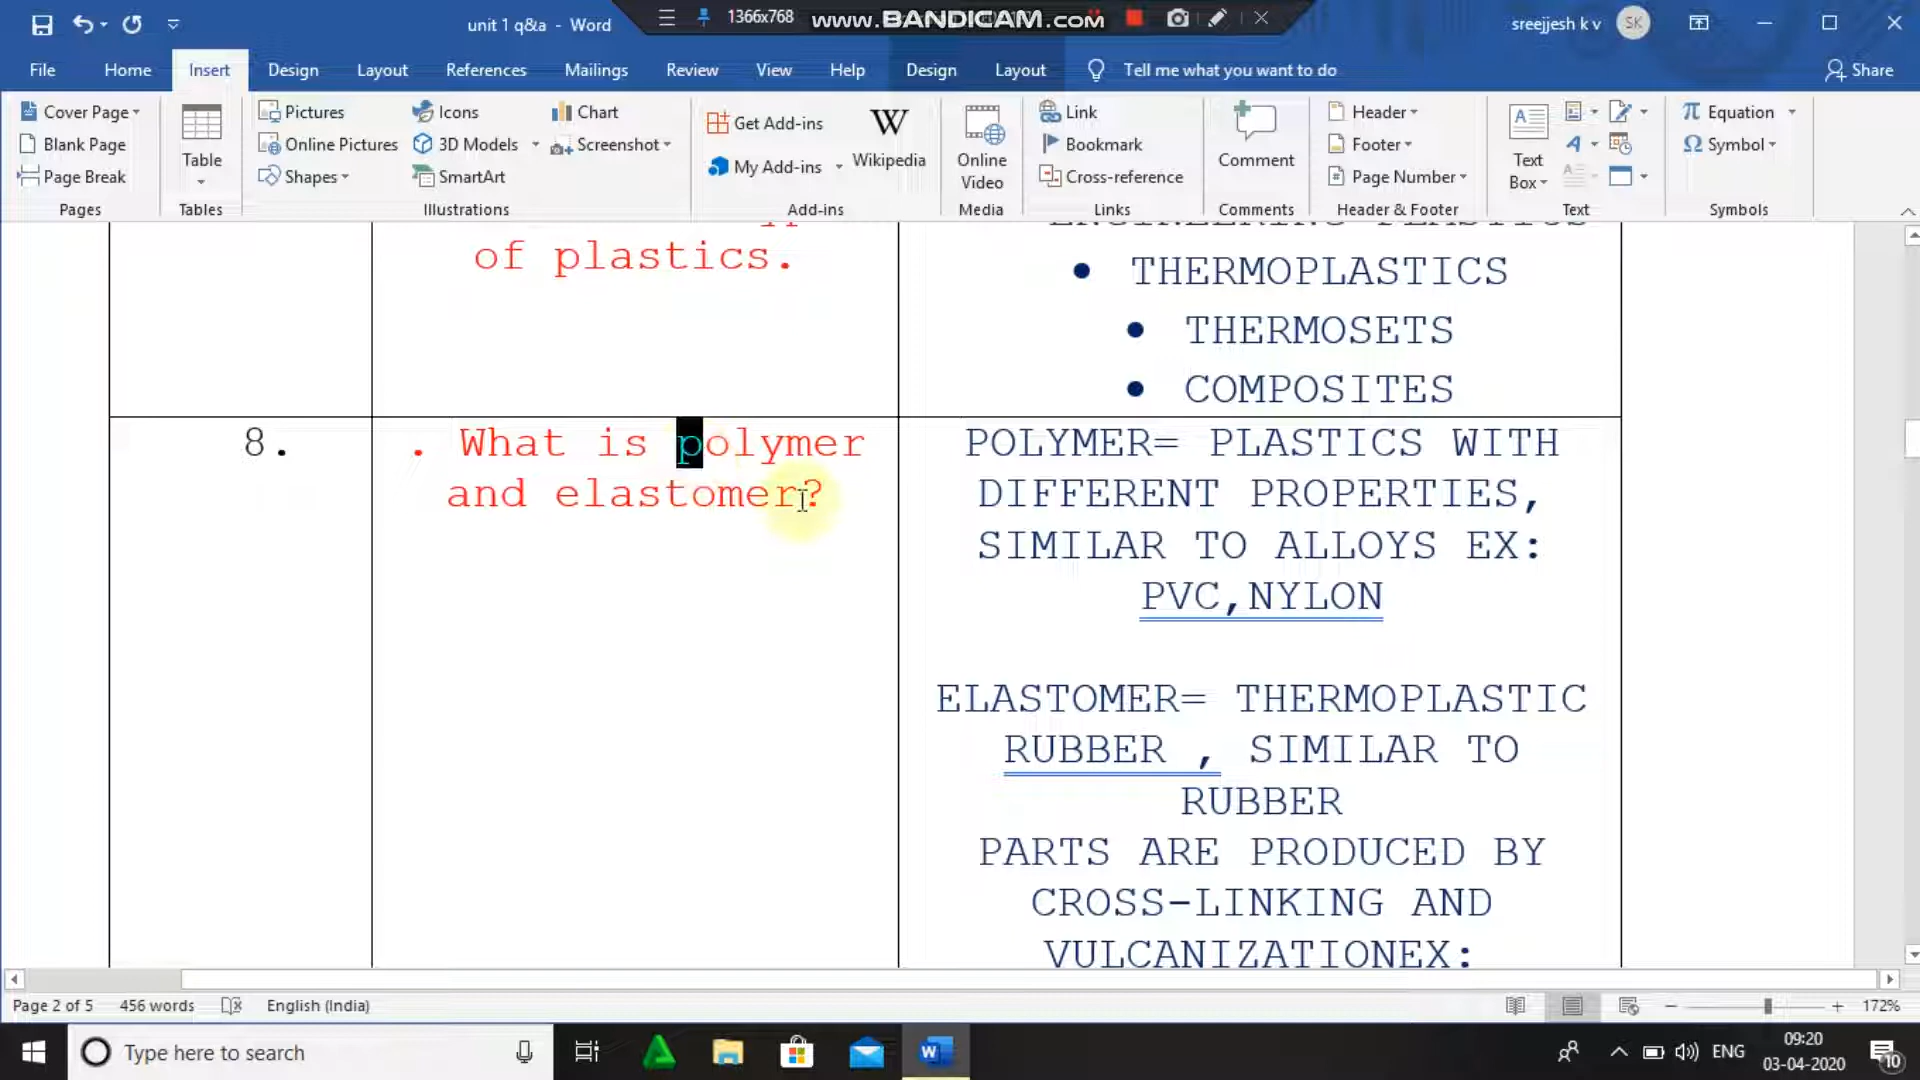 unit 1 q&a - Word
1366x768
www.BANDICAM.com
sreejjesh k v
SK
File Home Insert Design Layout References Mailings Review View Help Design Layout Tell me what you want to do Share
Cover Page
Blank Page
Page Break
Pages
Table
Tables
Pictures
Online Pictures
Shapes
Icons
3D Models
SmartArt
Chart
Screenshot
Illustrations
Get Add-ins
My Add-ins
W
Wikipedia
Add-ins
Online
Video
Media
Link
Bookmark
Cross-reference
Links
Comment
Comments
Header
Footer
Page Number
Header & Footer
Text
Box
Text
Equation
Symbol
Symbols
of plastics.
ENGINEERING PLASTICS
• THERMOPLASTICS
• THERMOSETS
• COMPOSITES
8.
. What is polymer
and elastomer?
POLYMER= PLASTICS WITH
DIFFERENT PROPERTIES,
SIMILAR TO ALLOYS EX:
PVC,NYLON
ELASTOMER= THERMOPLASTIC
RUBBER , SIMILAR TO
RUBBER
PARTS ARE PRODUCED BY
CROSS-LINKING AND
VULCANIZATIONEX:
Page 2 of 5 456 words English (India) 172%
Type here to search
ENG
09:20
03-04-2020
10